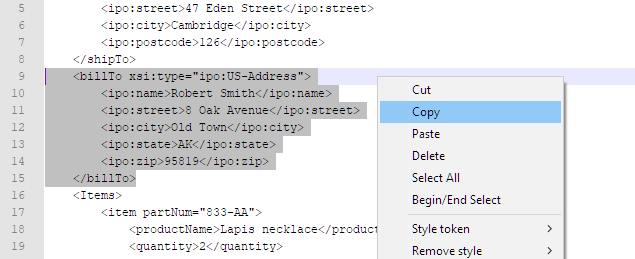 5 <ipo:street>47 Eden Street</ipo:street>
6 <ipo:city>Cambridge</ipo:city>
7 <ipo:postcode>126</ipo:postcode>
8 </shipTo>
9 <billTo xsi:type="ipo:US-Address">
10 <ipo:name>Robert Smith</ipo:name>
11 <ipo:street>8 Oak Avenue</ipo:street>
12 <ipo:city>Old Town</ipo:city>
13 <ipo:state>AK</ipo:state>
14 <ipo:zip>95819</ipo:zip>
15 </billTo>
16 <Items>
17 <item partNum="833-AA">
18 <productName>Lapis necklace</produc
19 <quantity>2</quantity>
Cut
Copy
Paste
Delete
Select All
Begin/End Select
Style token
Remove style